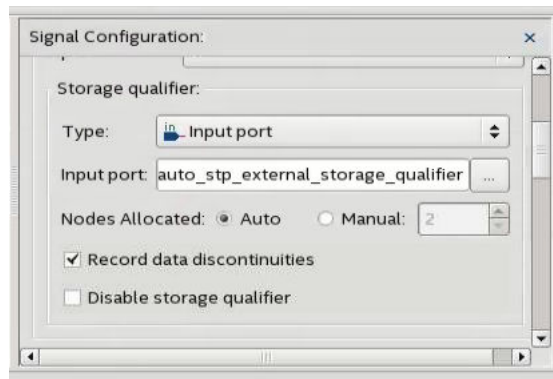 Signal Configuration:
Storage qualifier:
Type: in Input port
Input port: auto_stp_external_storage_qualifier ...
Nodes Allocated: Auto Manual: 2
Record data discontinuities
Disable storage qualifier